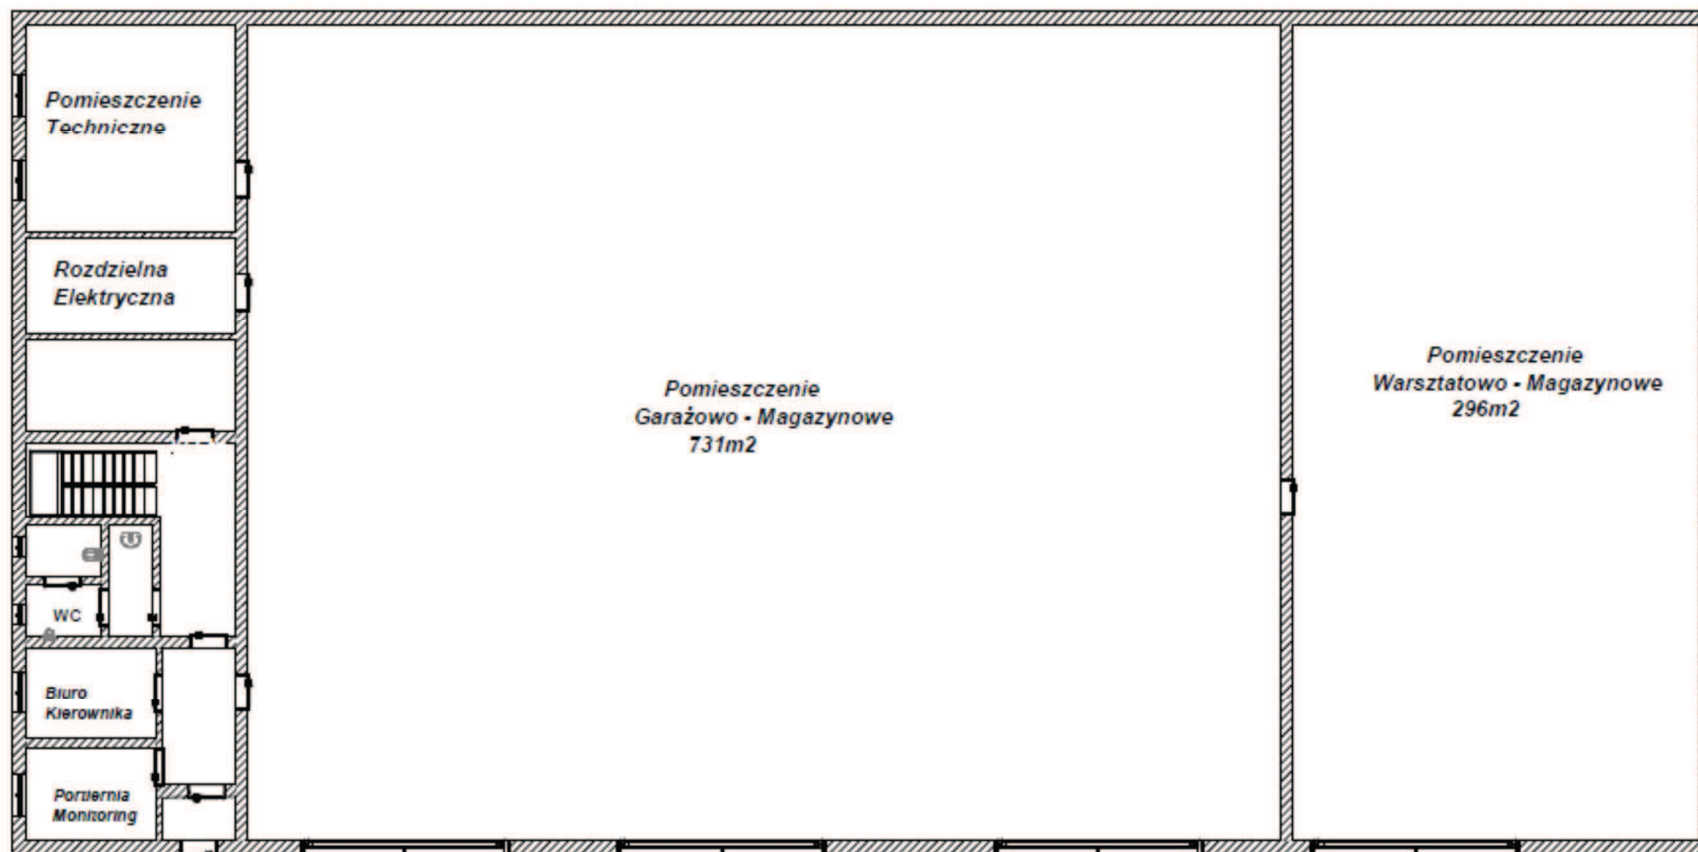 Pomieszczenie
Techniczne
Rozdzielna
Elektryczna
Pomieszczenie
Garażowo - Magazynowe
731m2
Pomieszczenie
Warsztatowo - Magazynowe
296m2
WC
Biuro
Kierownika
Portiernia
Monitoring